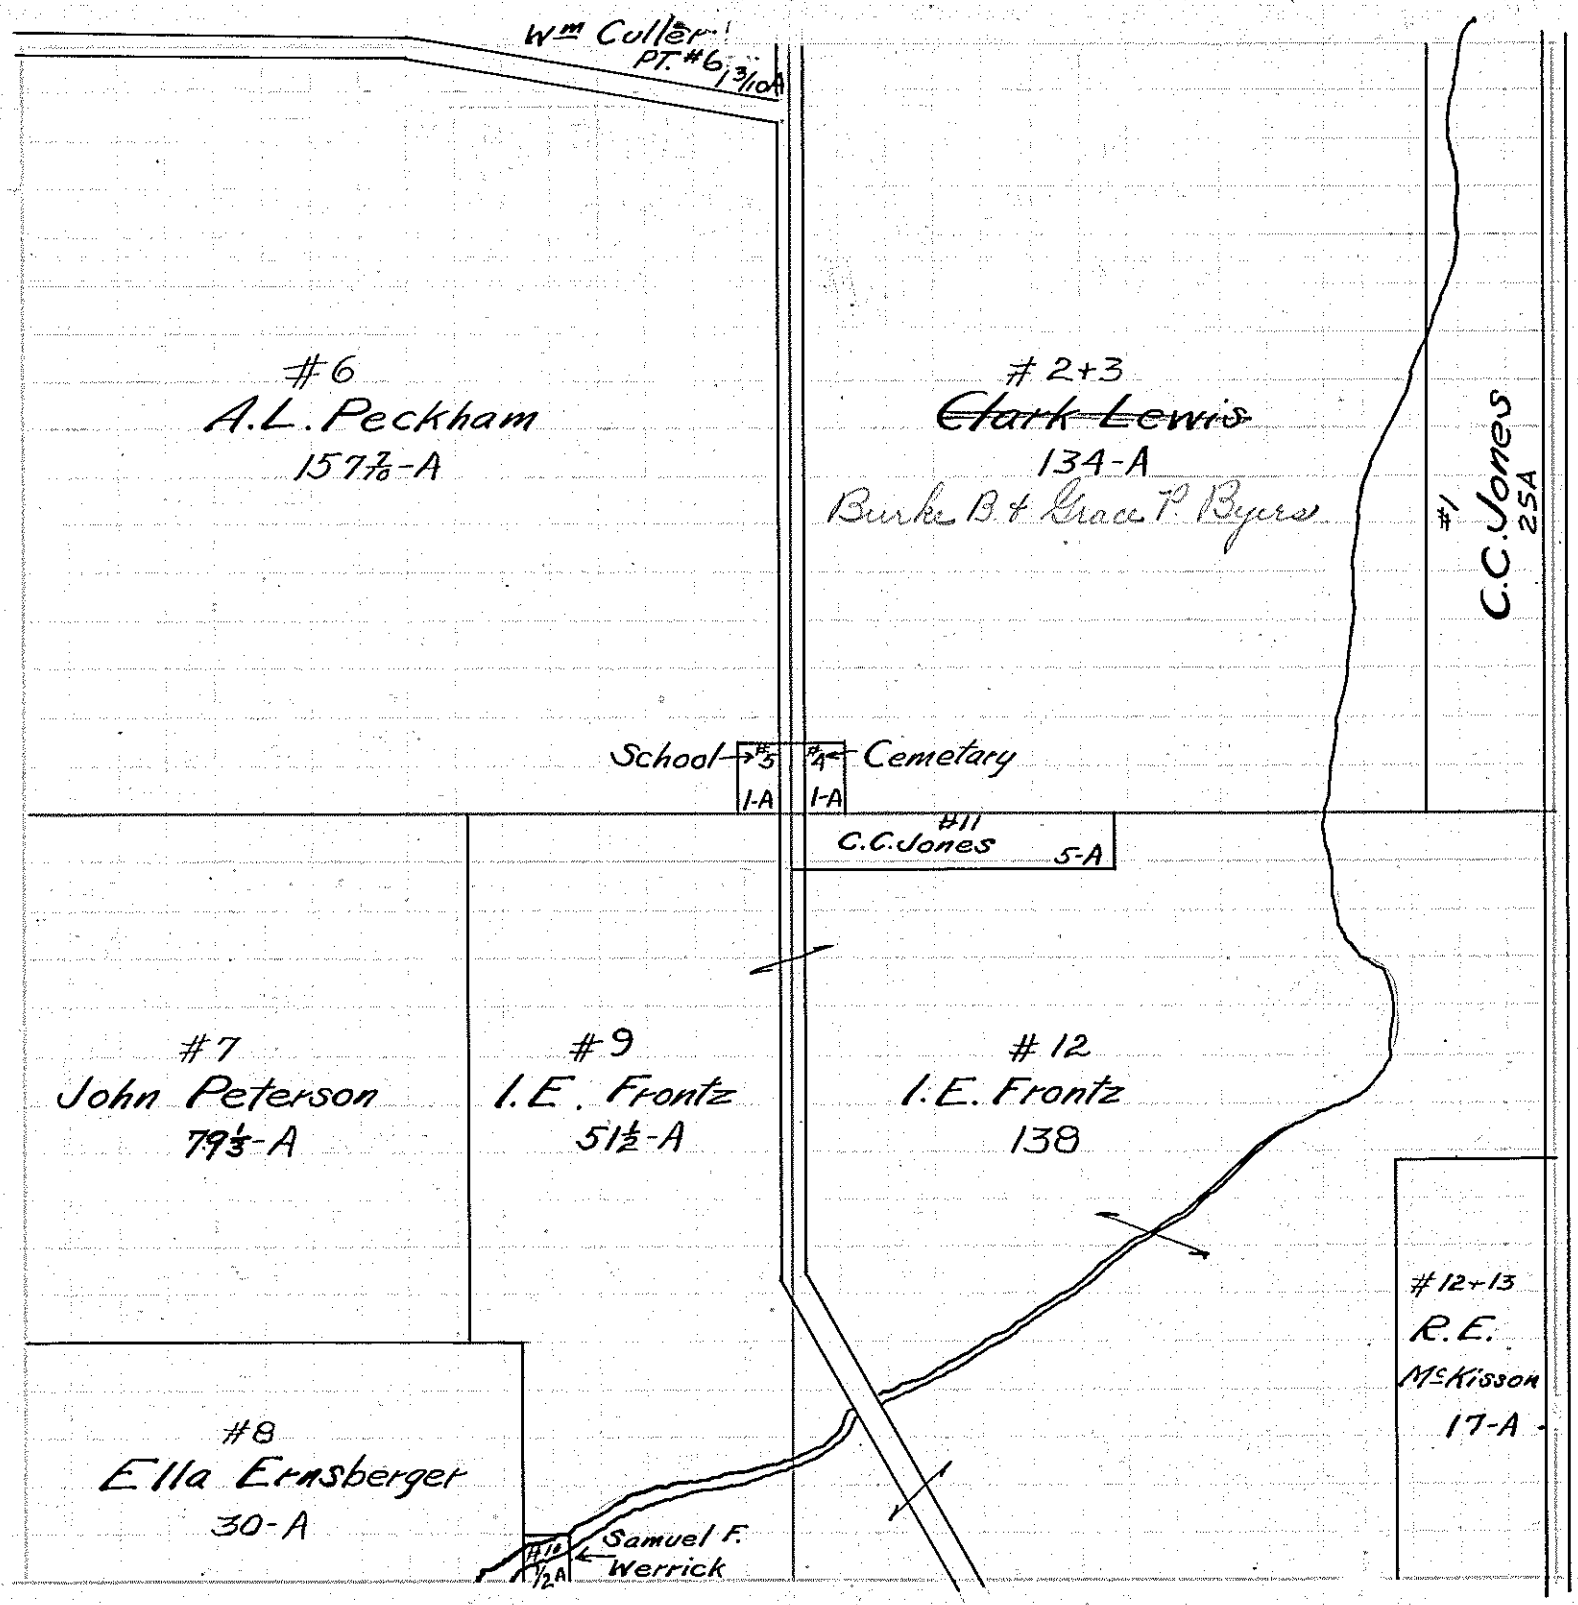 Wm Culler
PT. #6
1 3/10A
#6
A.L. Peckham
157 7/10-A
# 2+3
Clark Lewis
134-A
Burke B & Grace P. Byers
#1
C.C. Jones
25A
School
#5
1-A
#4
1-A
Cemetary
#11
C.C. Jones
5-A
#7
John Peterson
79 1/3-A
#9
I.E. Frontz
51 1/2-A
# 12
I.E. Frontz
138
# 12+13
R.E.
McKisson
17-A
#8
Ella Ernsberger
30-A
#10
1/2A
Samuel F.
Werrick